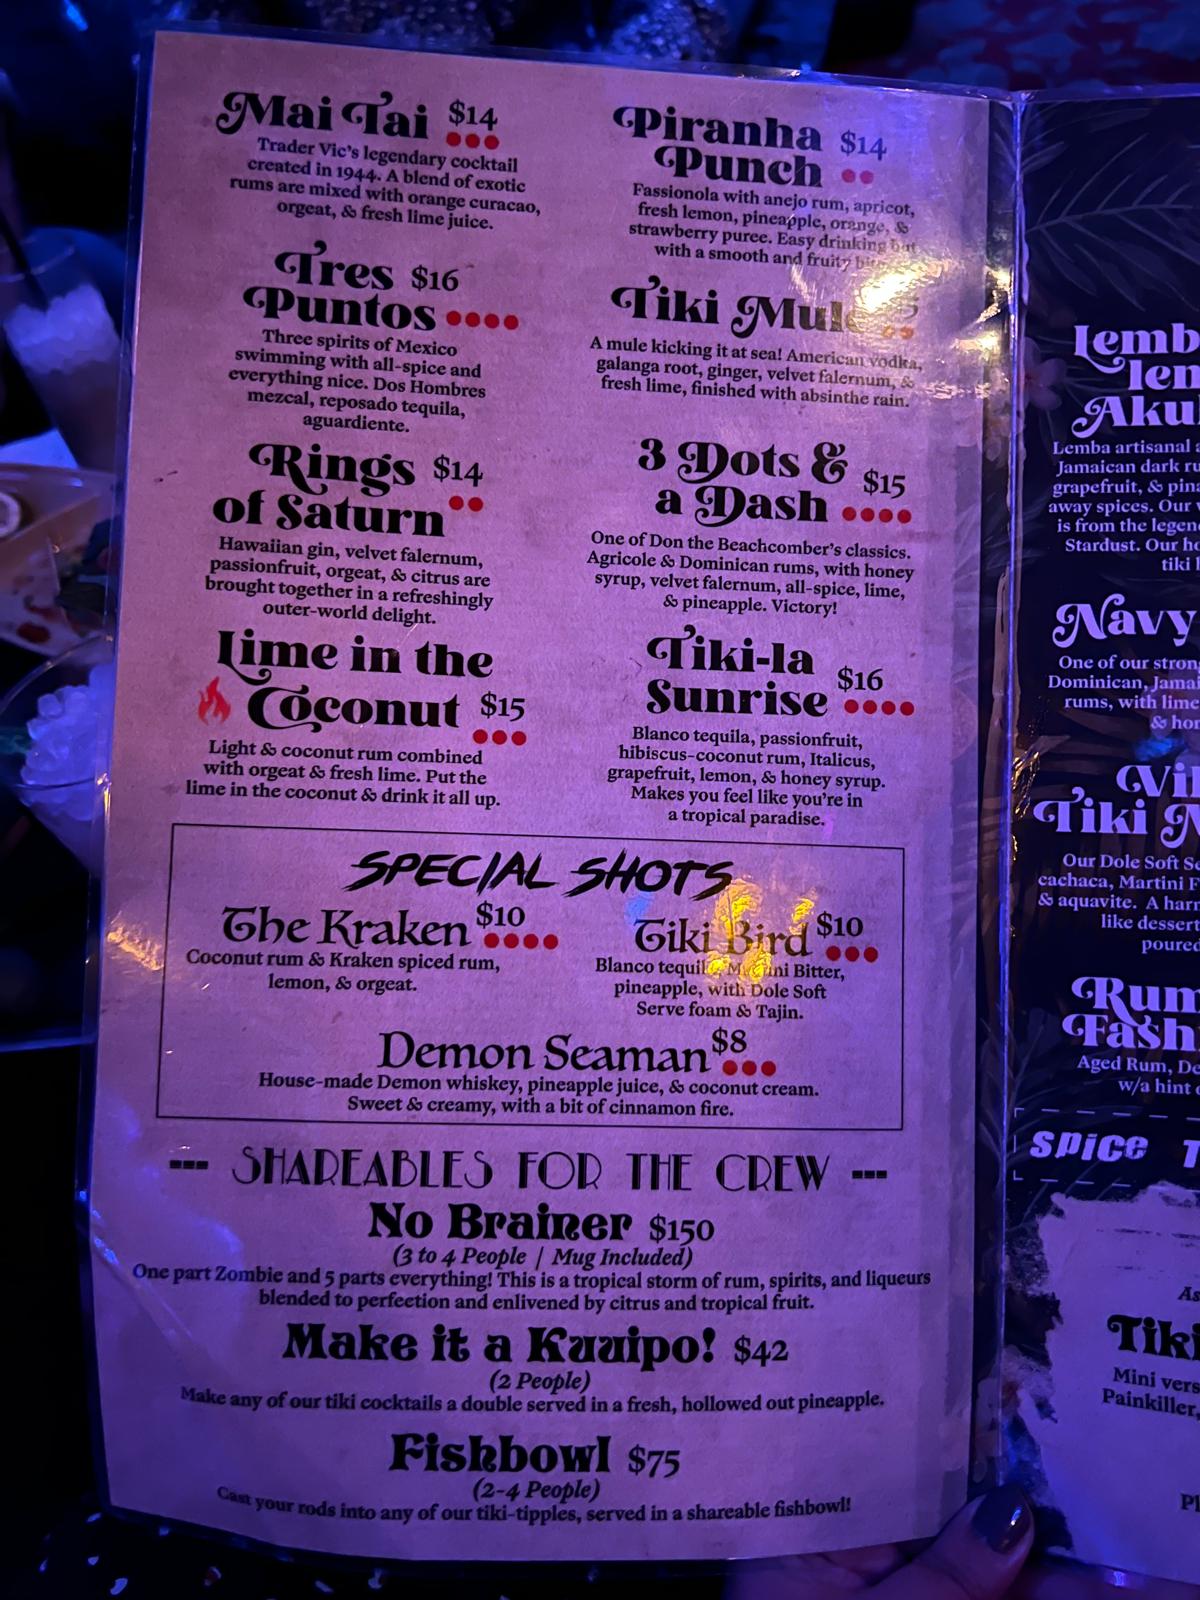 Mai Tai $14
Trader Vic's legendary cocktail
created in 1944. A blend of exotic
rums are mixed with orange curacao,
orgeat, & fresh lime juice.
Tres $16
Puntos
Three spirits of Mexico
swimming with all-spice and
everything nice. Dos Hombres
mezcal, reposado tequila,
aguardiente.
Rings $14
of Saturn
Hawaiian gin, velvet falernum,
passionfruit, orgeat, & citrus are
brought together in a refreshingly
outer-world delight.
Lime in the
Coconut $15
Light & coconut rum combined
with orgeat & fresh lime. Put the
lime in the coconut & drink it all up.
Piranha $14
Punch
Fassionola with anejo rum, apricot,
fresh lemon, pineapple, orange, &
strawberry puree. Easy drinking but
with a smooth and fruity
Tiki Mule
A mule kicking it at sea! American vodka,
galanga root, ginger, velvet falernum, &
fresh lime, finished with absinthe rain.
3 Dots &
a Dash $15
One of Don the Beachcomber's classics.
Agricole & Dominican rums, with honey
syrup, velvet falernum, all-spice, lime,
& pineapple. Victory!
Tiki-la
Sunrise $16
Blanco tequila, passionfruit,
hibiscus-coconut rum, Italicus,
grapefruit, lemon, & honey syrup.
Makes you feel like you're in
a tropical paradise.
SPECIAL SHOTS
The Kraken $10
Coconut rum & Kraken spiced rum,
lemon, & orgeat.
Tiki Bird $10
Blanco tequila, Martini Bitter,
pineapple, with Dole Soft
Serve foam & Tajin.
Demon Seaman $8
House-made Demon whiskey, pineapple juice, & coconut cream.
Sweet & creamy, with a bit of cinnamon fire.
--- SHAREABLES FOR THE CREW ---
No Brainer $150
(3 to 4 People | Mug Included)
One part Zombie and 5 parts everything! This is a tropical storm of rum, spirits, and liqueurs
blended to perfection and enlivened by citrus and tropical fruit.
Make it a Kuuipo! $42
(2 People)
Make any of our tiki cocktails a double served in a fresh, hollowed out pineapple.
Fishbowl $75
(2-4 People)
Cast your rods into any of our tiki-tipples, served in a shareable fishbowl!
Lemba artisanal
Jamaican dark
grapefruit, &
away spices. Our
is from the
Stardust. Our
tiki
Navy
One of our
Dominican,
rums, with lime
&
Tiki
Our Dole Soft
cachaca, Martini
& aquavite. A
like dessert
poured
Rum
Aged Rum,
w/a hint
spice
Tiki
Mini
Painkiller,